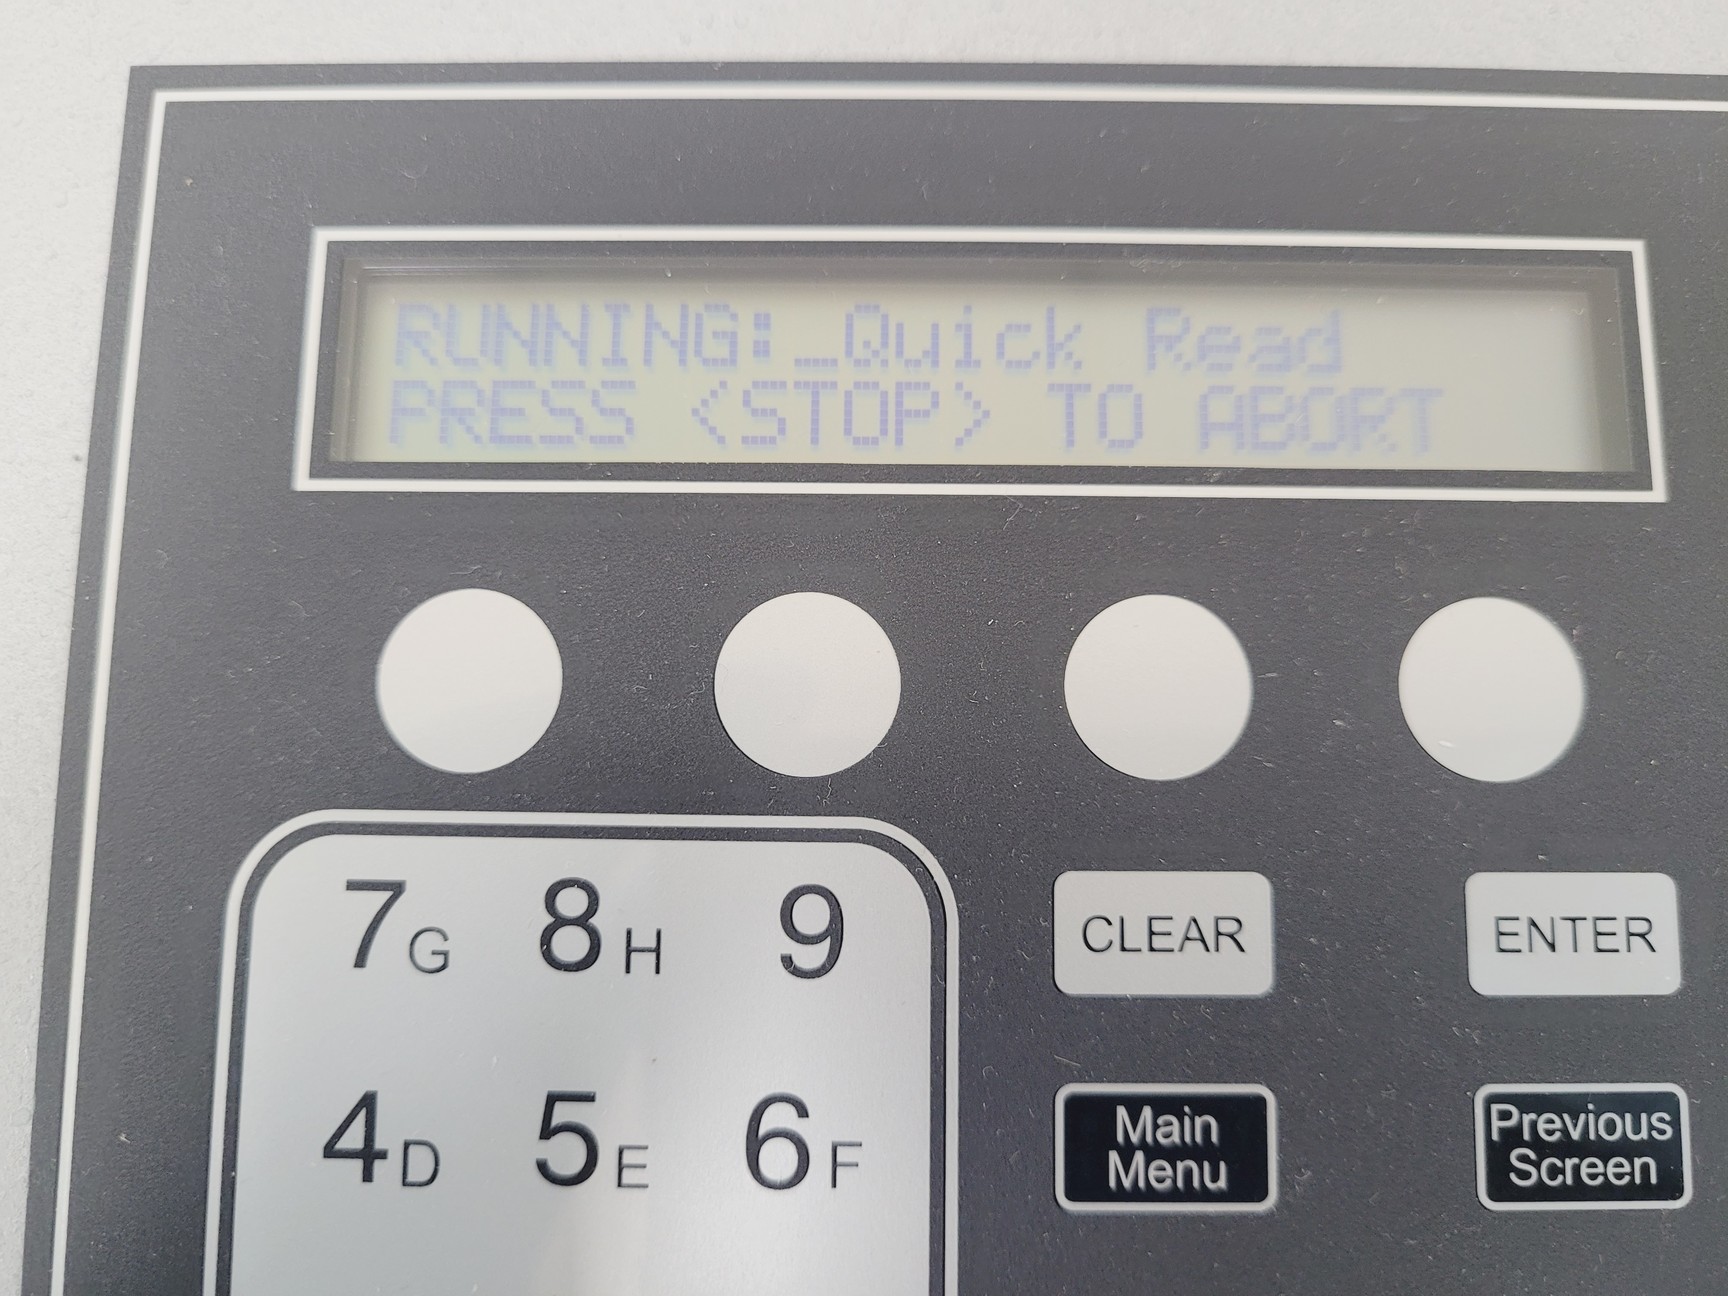 RUNNING:_Quick Read
PRESS <STOP> TO ABORT
7G 8H 9
CLEAR
ENTER
4D 5E 6F
Main
Menu
Previous
Screen